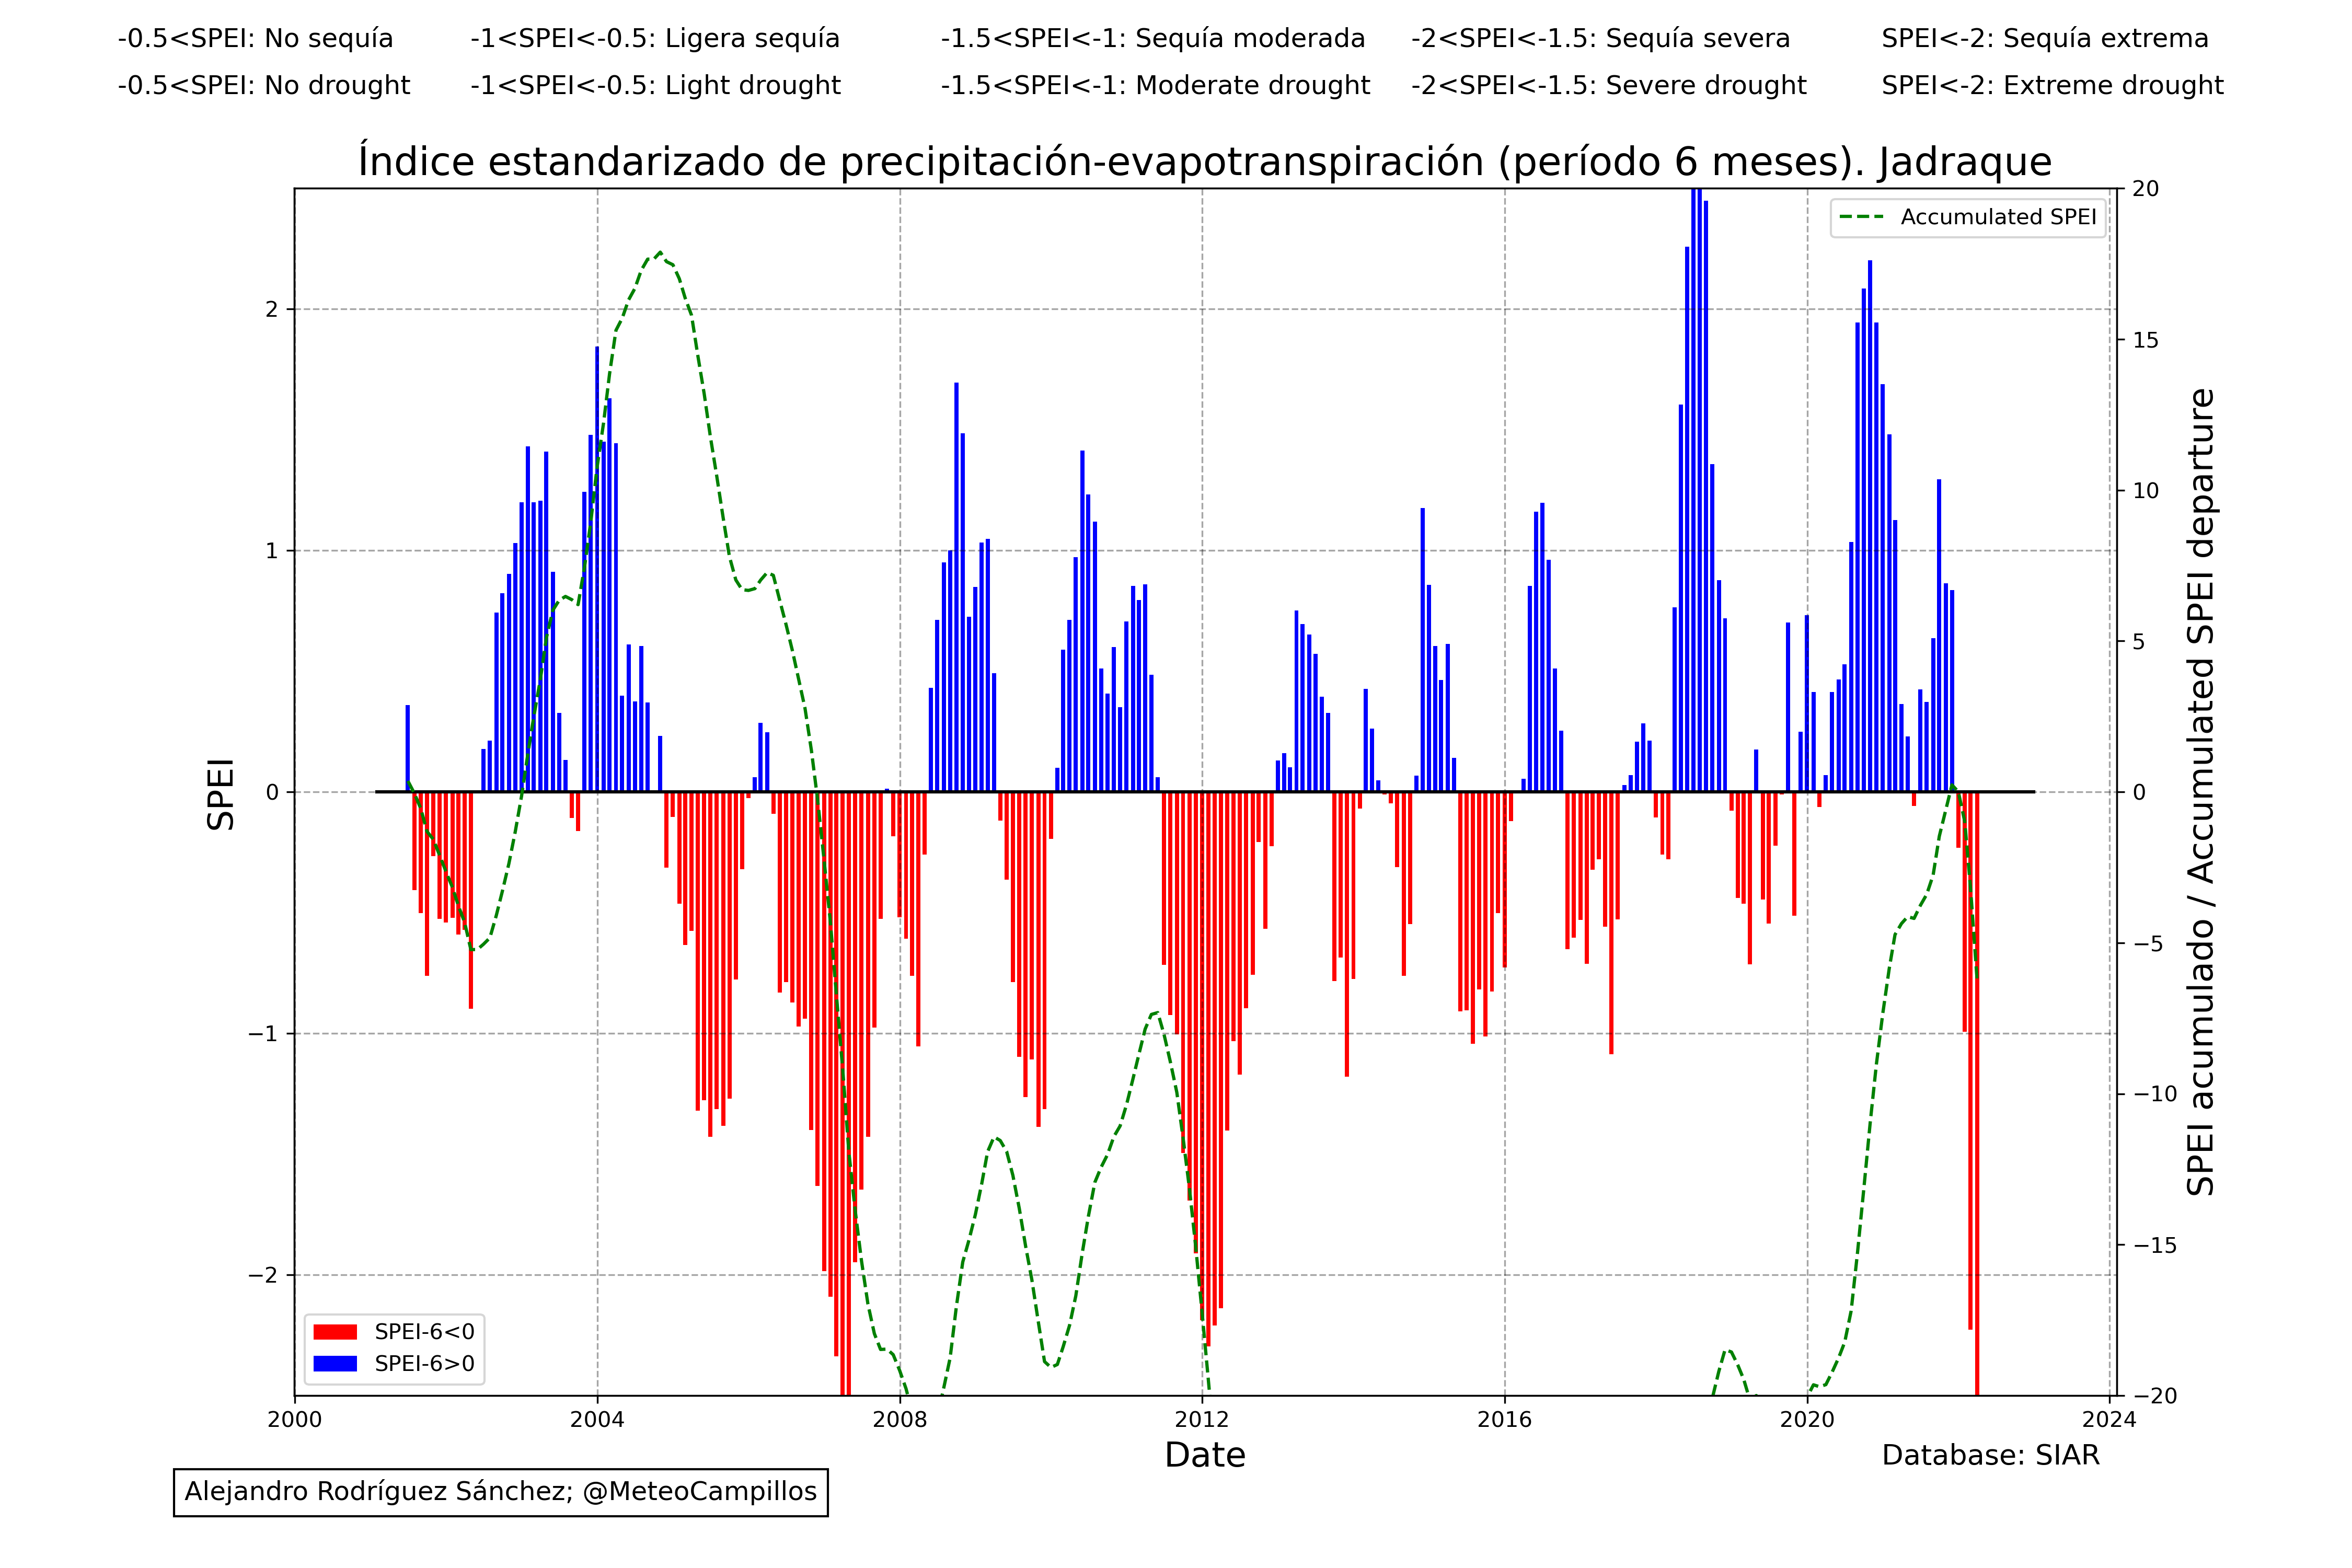 -0.5<SPEI: No sequía -1<SPEI<-0.5: Ligera sequía -1.5<SPEI<-1: Sequía moderada -2<SPEI<-1.5: Sequía severa SPEI<-2: Sequía extrema
-0.5<SPEI: No drought -1<SPEI<-0.5: Light drought -1.5<SPEI<-1: Moderate drought -2<SPEI<-1.5: Severe drought SPEI<-2: Extreme drought
Índice estandarizado de precipitación-evapotranspiración (período 6 meses). Jadraque
Accumulated SPEI
SPEI
2
1
0
−1
−2
20
15
10
5
0
−5
−10
−15
−20
SPEI acumulado / Accumulated SPEI departure
SPEI-6<0
SPEI-6>0
2000 2004 2008 2012 2016 2020 2024
Date
Database: SIAR
Alejandro Rodríguez Sánchez; @MeteoCampillos